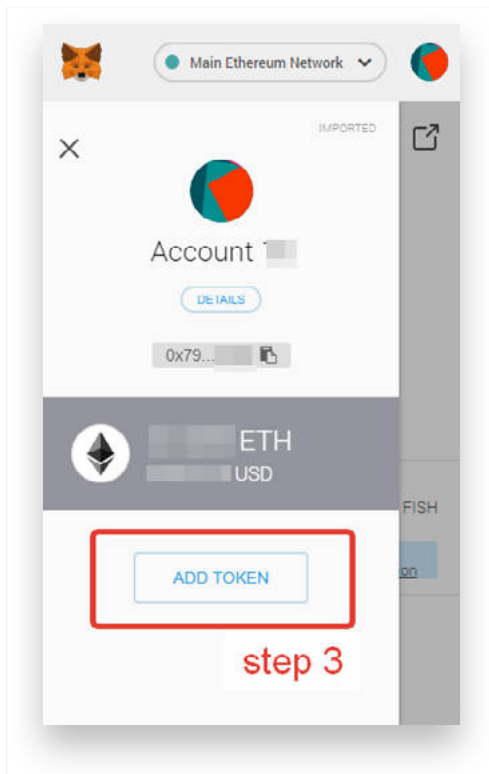 Main Ethereum Network
IMPORTED
Account
DETAILS
0x79...
ETH
USD
FISH
ADD TOKEN
on
step 3